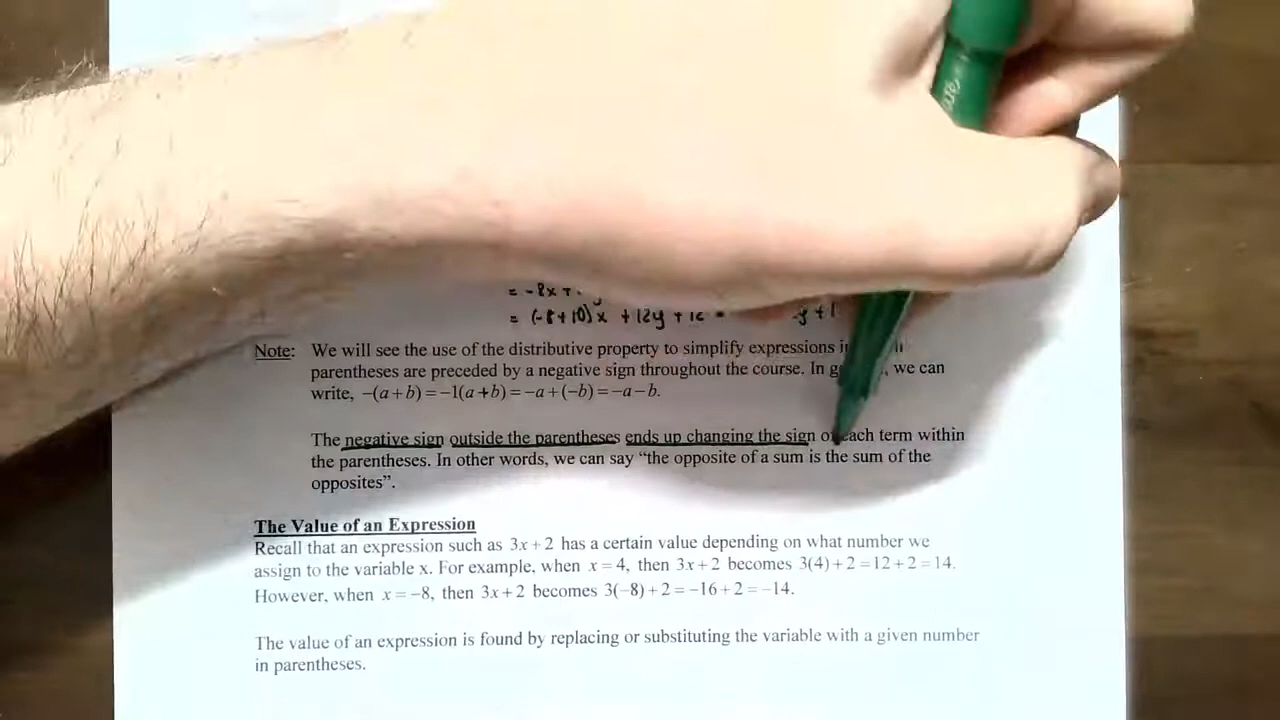 = -8x +
= (-8+10)x + 12y + 16 = y + 1
Note: We will see the use of the distributive property to simplify expressions
parentheses are preceded by a negative sign throughout the course. In , we can
write, −(a+b) = −1(a+b) = −a+(−b) = −a−b.
The negative sign outside the parentheses ends up changing the sign of each term within
the parentheses. In other words, we can say “the opposite of a sum is the sum of the
opposites”.
The Value of an Expression
Recall that an expression such as 3x+2 has a certain value depending on what number we
assign to the variable x. For example, when x = 4, then 3x+2 becomes 3(4)+2 = 12+2 = 14.
However, when x = −8, then 3x+2 becomes 3(−8)+2 = −16+2 = −14.
The value of an expression is found by replacing or substituting the variable with a given number
in parentheses.